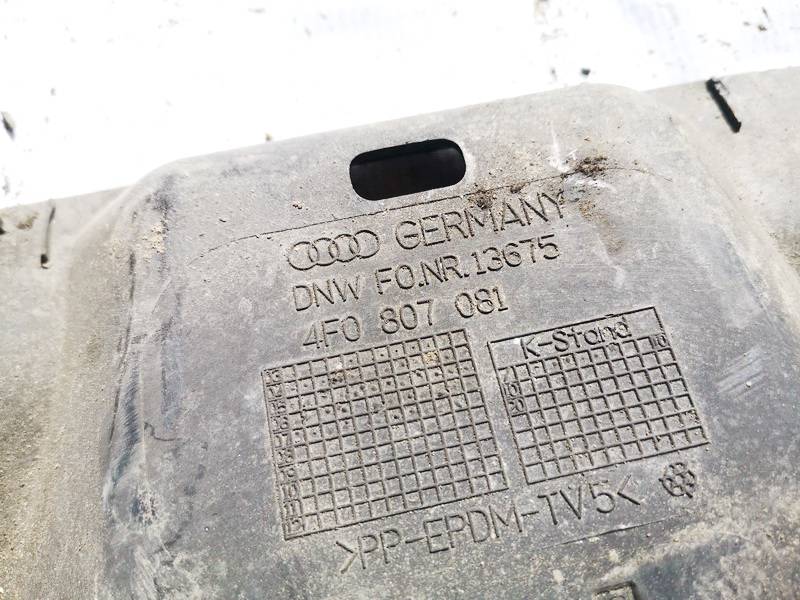 GERMANY
DNW FO.NR.13675
4F0 807 081
K-Stand
>PP-EPDM-TV5<